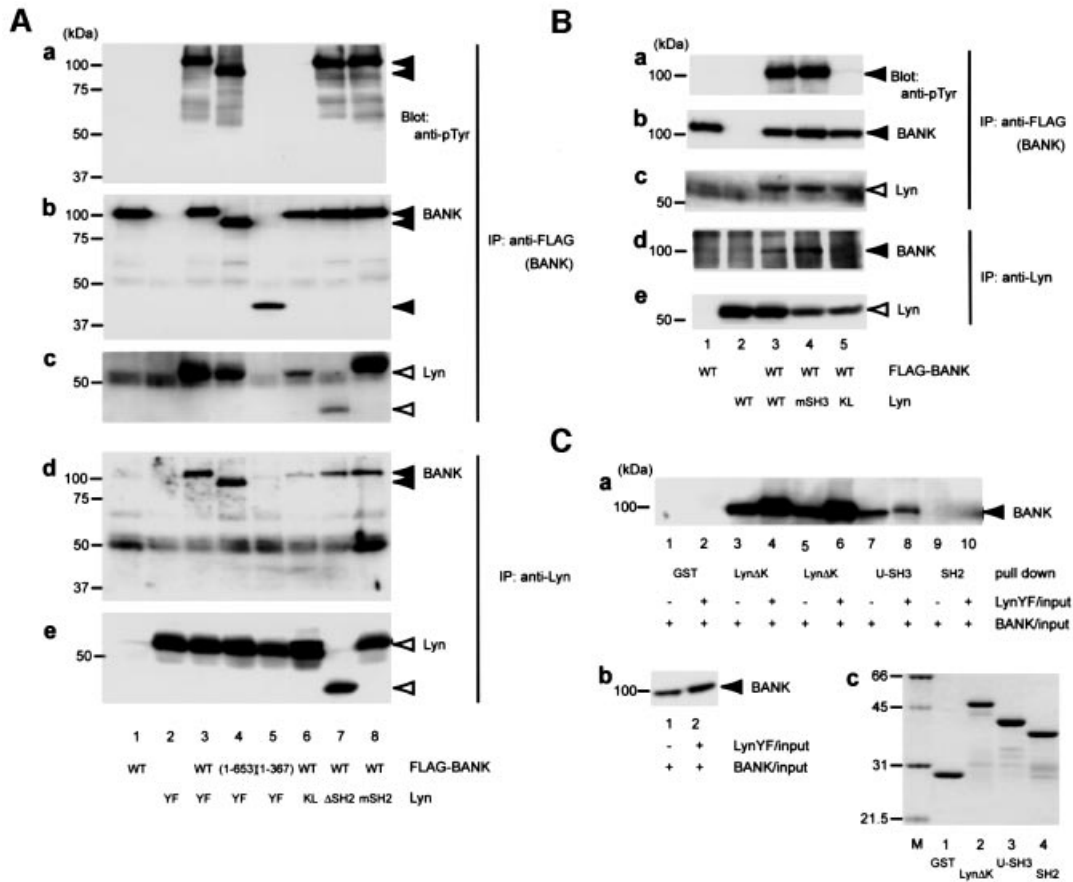 A
(kDa)
a
100
75
50
37
Blot:
anti-pTyr
b
100
75
50
37
BANK
IP: anti-FLAG
(BANK)
c
50
Lyn
d
100
75
50
37
BANK
IP: anti-Lyn
e
50
Lyn
1 2 3 4 5 6 7 8
WT WT (1-653) (1-367) WT WT WT FLAG-BANK
YF YF YF YF KL ΔSH2 mSH2 Lyn
B
(kDa)
a
100
Blot:
anti-pTyr
b
100
BANK
IP: anti-FLAG
(BANK)
c
50
Lyn
d
100
BANK
IP: anti-Lyn
e
50
Lyn
1 2 3 4 5
WT WT WT WT FLAG-BANK
WT WT mSH3 KL Lyn
C
(kDa)
a
100
BANK
1 2 3 4 5 6 7 8 9 10
GST LynΔK LynΔK U-SH3 SH2 pull down
- + - + - + - + - + LynYF/input
+ + + + + + + + + + BANK/input
b
100
BANK
1 2
- + LynYF/input
+ + BANK/input
c
66
45
31
21.5
M 1 2 3 4
GST LynΔK U-SH3 SH2